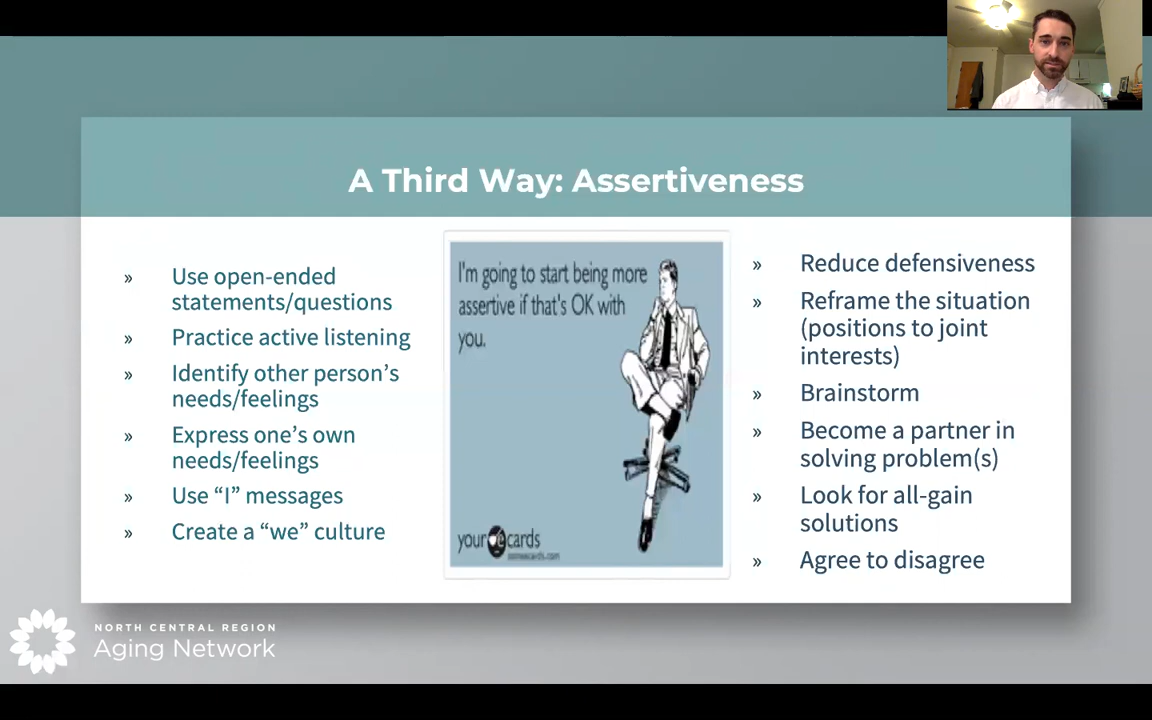 A Third Way: Assertiveness
» Use open-ended
statements/questions
» Practice active listening
» Identify other person’s
needs/feelings
» Express one’s own
needs/feelings
» Use “I” messages
» Create a “we” culture
I'm going to start being more
assertive if that's OK with
you.
your e cards
someecards.com
» Reduce defensiveness
» Reframe the situation
(positions to joint
interests)
» Brainstorm
» Become a partner in
solving problem(s)
» Look for all-gain
solutions
» Agree to disagree
NORTH CENTRAL REGION
Aging Network